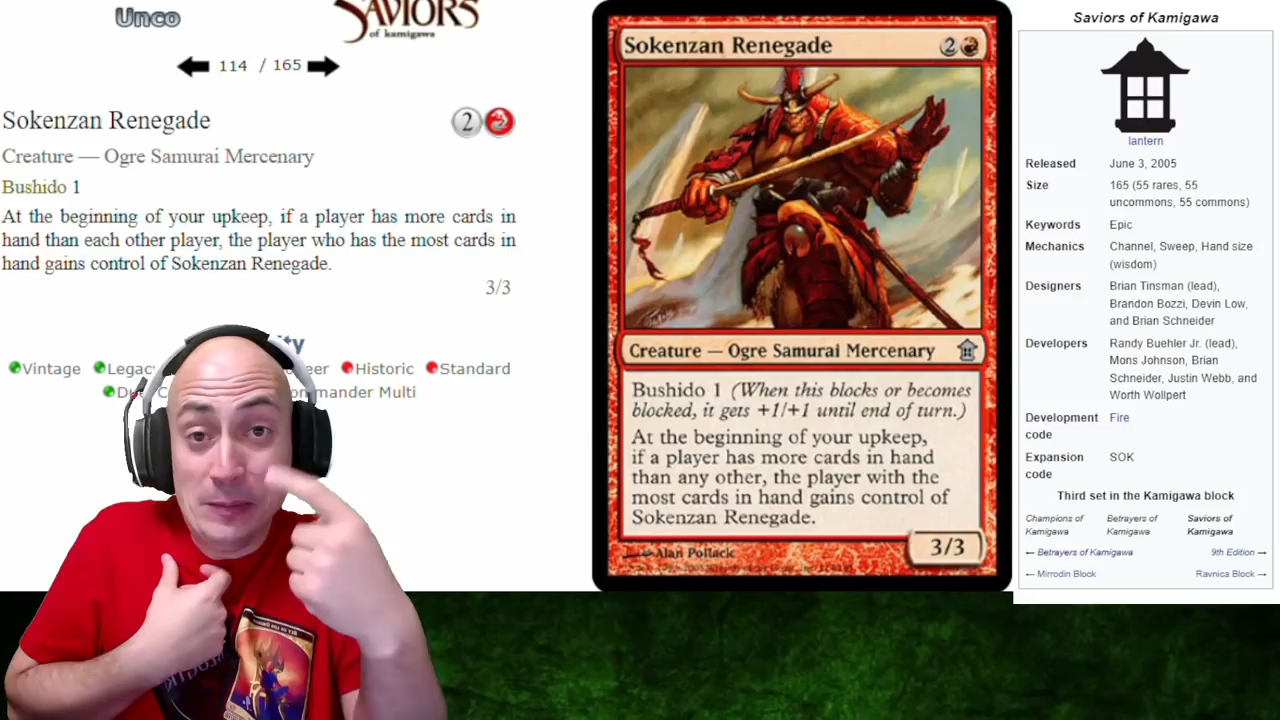 Unco
SAVIORS
of kamigawa
114 / 165
Sokenzan Renegade
2
Creature — Ogre Samurai Mercenary
Bushido 1
At the beginning of your upkeep, if a player has more cards in
hand than each other player, the player who has the most cards in
hand gains control of Sokenzan Renegade.
3/3
Vintage
Historic
Standard
Multi
Sokenzan Renegade
2
Creature — Ogre Samurai Mercenary
Bushido 1 (When this blocks or becomes
blocked, it gets +1/+1 until end of turn.)
At the beginning of your upkeep,
if a player has more cards in hand
than any other, the player with the
most cards in hand gains control of
Sokenzan Renegade.
Alan Pollack
3/3
Saviors of Kamigawa
lantern
Released June 3, 2005
Size 165 (55 rares, 55
uncommons, 55 commons)
Keywords Epic
Mechanics Channel, Sweep, Hand size
(wisdom)
Designers Brian Tinsman (lead),
Brandon Bozzi, Devin Low,
and Brian Schneider
Developers Randy Buehler Jr. (lead),
Mons Johnson, Brian
Schneider, Justin Webb, and
Worth Wollpert
Development Fire
code
Expansion SOK
code
Third set in the Kamigawa block
Champions of Betrayers of Saviors of
Kamigawa Kamigawa Kamigawa
← Betrayers of Kamigawa 9th Edition →
← Mirrodin Block Ravnica Block →